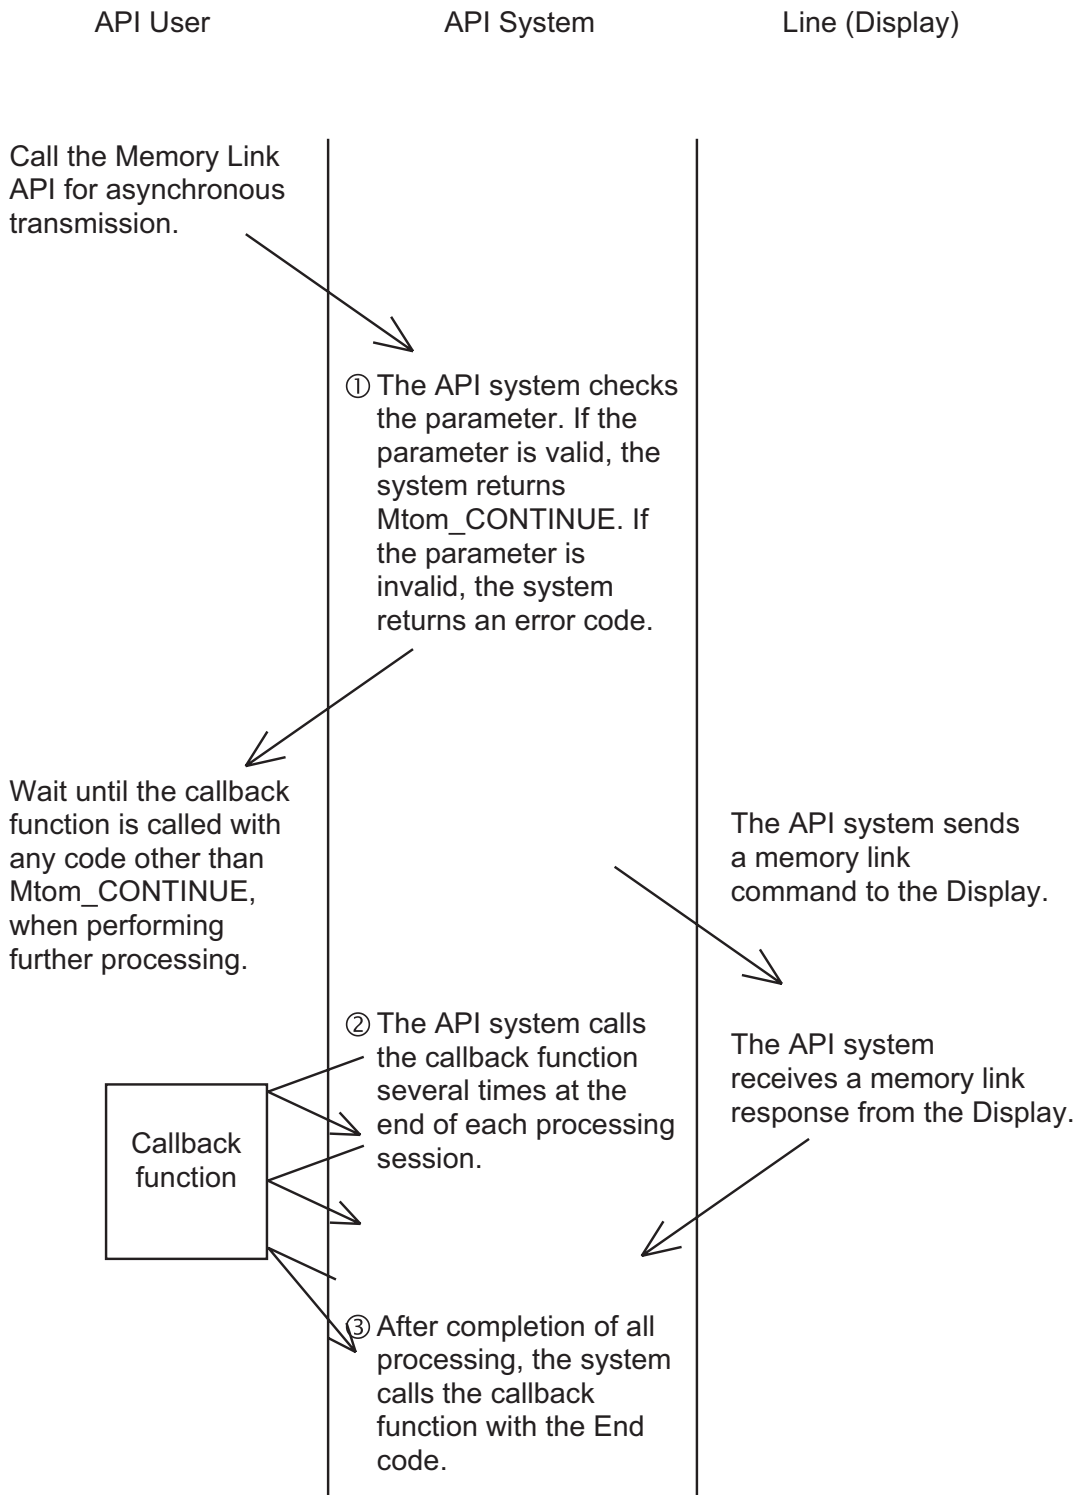 API User
API System
Line (Display)
Call the Memory Link
API for asynchronous
transmission.
① The API system checks
the parameter. If the
parameter is valid, the
system returns
Mtom_CONTINUE. If
the parameter is
invalid, the system
returns an error code.
Wait until the callback
function is called with
any code other than
Mtom_CONTINUE,
when performing
further processing.
The API system sends
a memory link
command to the Display.
② The API system calls
the callback function
several times at the
end of each processing
session.
The API system
receives a memory link
response from the Display.
Callback
function
③ After completion of all
processing, the system
calls the callback
function with the End
code.